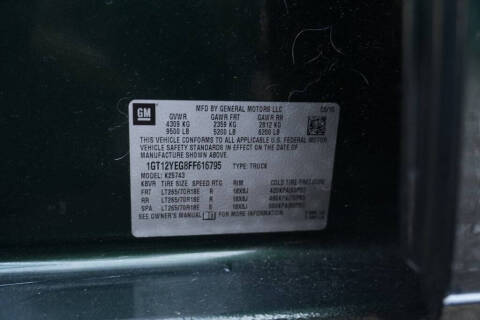 GM
MFD BY GENERAL MOTORS LLC
GVWR GAWR FRT GAWR RR
4309 KG 2359 KG 2812 KG
9500 LB 5200 LB 6200 LB
THIS VEHICLE CONFORMS TO ALL APPLICABLE U.S. FEDERAL MOTOR
VEHICLE SAFETY STANDARDS IN EFFECT ON THE DATE OF
MANUFACTURE SHOWN ABOVE.
1GT12YEG8FF616795 TYPE: TRUCK
MODEL: K25743
KBVR TIRE SIZE SPEED RTG RIM COLD TIRE PRESSURE
FRT LT265/70R18E R 18X8J
RR LT265/70R18E R 18X8J
SPA LT265/70R18E 18X8J
SEE OWNER'S MANUAL FOR MORE INFORMATION.